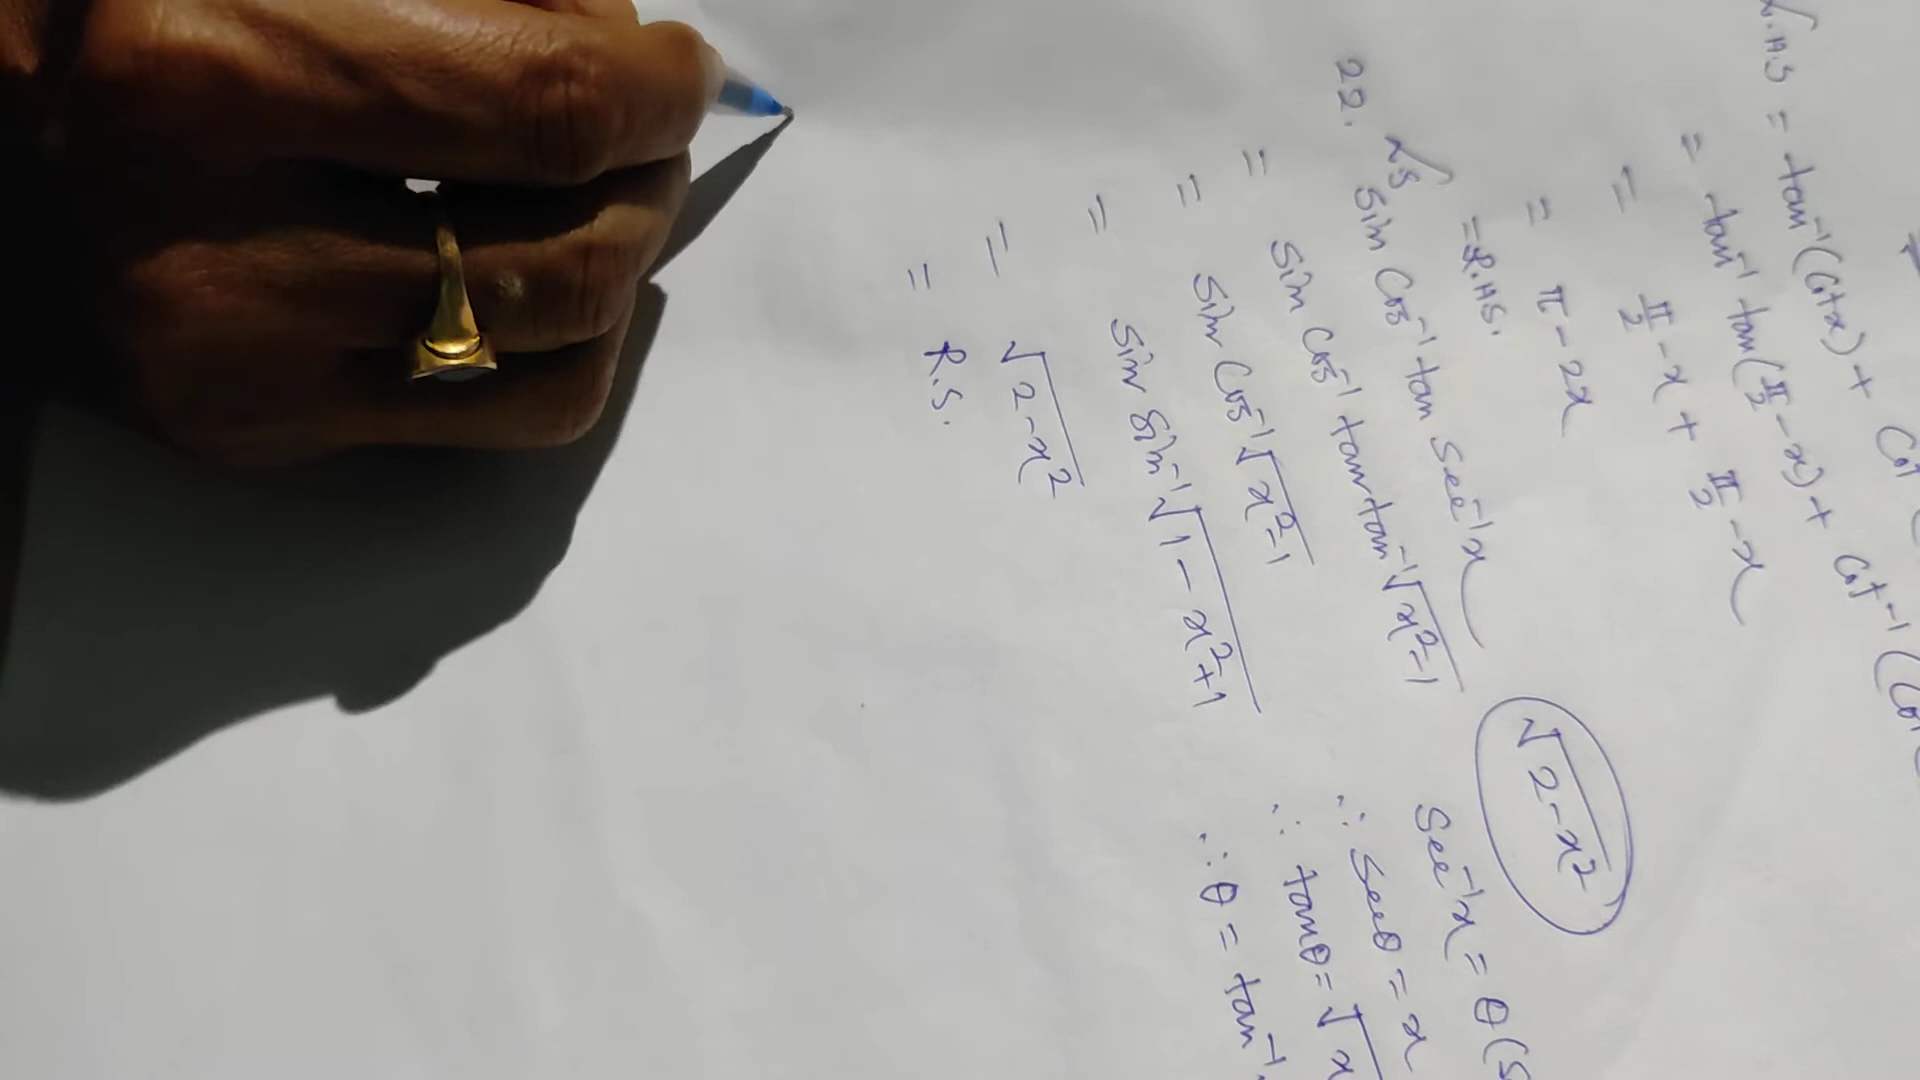 L.H.S = tan⁻¹(Cotx) + Cot
= tan⁻¹ tan(π/2 - x) + Cot⁻¹(Cot
= π/2 - x + π/2 - x
= π - 2x
= R.H.S.
22. LS
Sin Cos⁻¹ tan Sec⁻¹x
√2-x²
= Sin Cos⁻¹ tan tan⁻¹√x²-1
= Sin Cos⁻¹√x²-1
= Sin Sin⁻¹√1-x²+1
= √2-x²
= R.S.
Sec⁻¹x = θ (S
∴ Secθ = x
∴ tanθ = √x
∴ θ = tan⁻¹